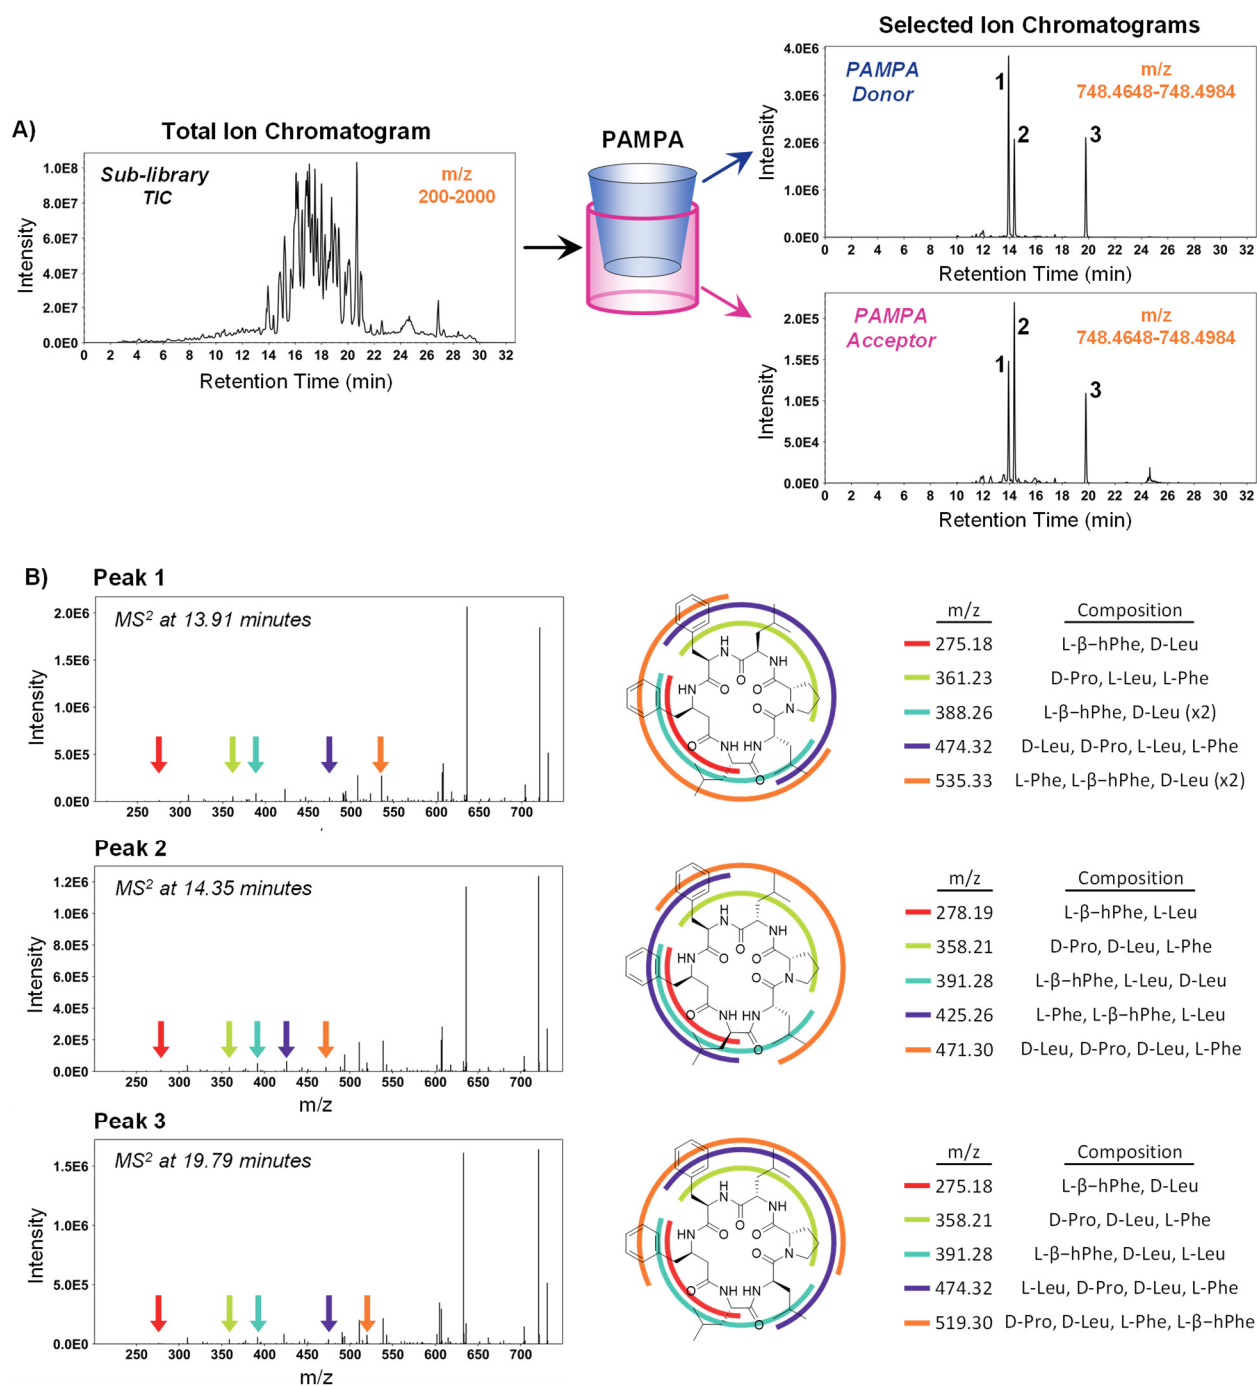 A)
Total Ion Chromatogram
Sub-library
TIC
m/z
200-2000
Intensity
1.0E8
8.0E7
6.0E7
4.0E7
2.0E7
0.0E0
0 2 4 6 8 10 12 14 16 18 20 22 24 26 28 30 32
Retention Time (min)
PAMPA
Selected Ion Chromatograms
PAMPA
Donor
m/z
748.4648-748.4984
1
2
3
Intensity
4.0E6
3.0E6
2.0E6
1.0E6
0.0E0
0 2 4 6 8 10 12 14 16 18 20 22 24 26 28 30 32
Retention Time (min)
PAMPA
Acceptor
m/z
748.4648-748.4984
1
2
3
Intensity
2.0E5
1.5E5
1.0E5
5.0E4
0.0E0
0 2 4 6 8 10 12 14 16 18 20 22 24 26 28 30 32
Retention Time (min)
B)
Peak 1
MS² at 13.91 minutes
Intensity
2.0E6
1.5E6
1.0E6
5.0E5
0.0E0
250 300 350 400 450 500 550 600 650 700
NH
O
NH
O
HN
O
N
O
O
NH HN
O
m/z Composition
275.18 L-β-hPhe, D-Leu
361.23 D-Pro, L-Leu, L-Phe
388.26 L-β-hPhe, D-Leu (x2)
474.32 D-Leu, D-Pro, L-Leu, L-Phe
535.33 L-Phe, L-β-hPhe, D-Leu (x2)
Peak 2
MS² at 14.35 minutes
Intensity
1.2E6
1.0E6
8.0E5
6.0E5
4.0E5
2.0E5
0.0E0
250 300 350 400 450 500 550 600 650 700
m/z
NH
O
NH
O
HN
O
N
O
O
NH HN
O
m/z Composition
278.19 L-β-hPhe, L-Leu
358.21 D-Pro, D-Leu, L-Phe
391.28 L-β-hPhe, L-Leu, D-Leu
425.26 L-Phe, L-β-hPhe, L-Leu
471.30 D-Leu, D-Pro, D-Leu, L-Phe
Peak 3
MS² at 19.79 minutes
Intensity
1.5E6
1.0E6
5.0E5
0.0E0
250 300 350 400 450 500 550 600 650 700
m/z
NH
O
NH
O
HN
O
N
O
O
NH HN
O
m/z Composition
275.18 L-β-hPhe, D-Leu
358.21 D-Pro, D-Leu, L-Phe
391.28 L-β-hPhe, D-Leu, L-Leu
474.32 L-Leu, D-Pro, D-Leu, L-Phe
519.30 D-Pro, D-Leu, L-Phe, L-β-hPhe